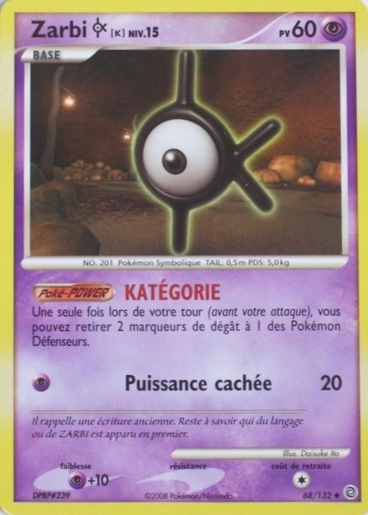 Zarbi [K] NIV.15 PV 60
BASE
NO. 201 Pokémon Symbolique TAIL: 0,5m PDS: 5,0kg
Poké-POWER KATÉGORIE
Une seule fois lors de votre tour (avant votre attaque), vous
pouvez retirer 2 marqueurs de dégât à 1 des Pokémon
Défenseurs.
Puissance cachée 20
Il rappelle une écriture ancienne. Reste à savoir qui du langage
ou de ZARBI est apparu en premier.
Illus. Daisuke Ito
faiblesse résistance coût de retraite
+10
DPBP#239 ©2008 Pokémon/Nintendo 68/132